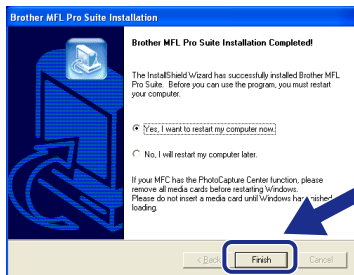 Brother MFL Pro Suite Installation
Brother MFL Pro Suite Installation Completed!
The InstallShield Wizard has successfully installed Brother MFL
Pro Suite. Before you can use the program, you must restart
your computer.
Yes, I want to restart my computer now.
No, I will restart my computer later.
If your MFC has the PhotoCapture Center function, please
remove all media cards before restarting Windows.
Please do not insert a media card until Windows has finished
loading.
< Back
Finish
Cancel